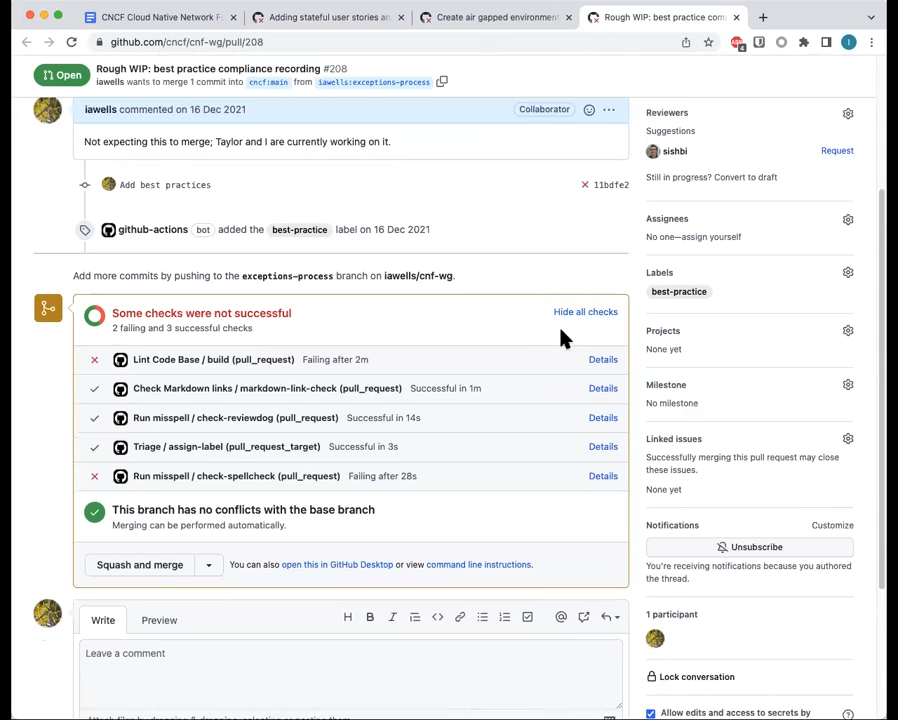 CNCF Cloud Native Network F
Adding stateful user stories an
Create air gapped environment
Rough WIP: best practice com
github.com/cncf/cnf-wg/pull/208
4
I
Open
Rough WIP: best practice compliance recording #208
iawells wants to merge 1 commit into cncf:main from iawells:exceptions-process
iawells commented on 16 Dec 2021
Collaborator
Not expecting this to merge; Taylor and I are currently working on it.
Add best practices
11bdfe2
github-actions bot added the best-practice label on 16 Dec 2021
Add more commits by pushing to the exceptions-process branch on iawells/cnf-wg.
Some checks were not successful
Hide all checks
2 failing and 3 successful checks
Lint Code Base / build (pull_request) Failing after 2m Details
Check Markdown links / markdown-link-check (pull_request) Successful in 1m Details
Run misspell / check-reviewdog (pull_request) Successful in 14s Details
Triage / assign-label (pull_request_target) Successful in 3s Details
Run misspell / check-spellcheck (pull_request) Failing after 28s Details
This branch has no conflicts with the base branch
Merging can be performed automatically.
Squash and merge
You can also open this in GitHub Desktop or view command line instructions.
Write
Preview
H B I
Leave a comment
Reviewers
Suggestions
sishbi
Request
Still in progress? Convert to draft
Assignees
No one—assign yourself
Labels
best-practice
Projects
None yet
Milestone
No milestone
Linked issues
Successfully merging this pull request may close
these issues.
None yet
Notifications
Customize
Unsubscribe
You're receiving notifications because you authored
the thread.
1 participant
Lock conversation
Allow edits and access to secrets by